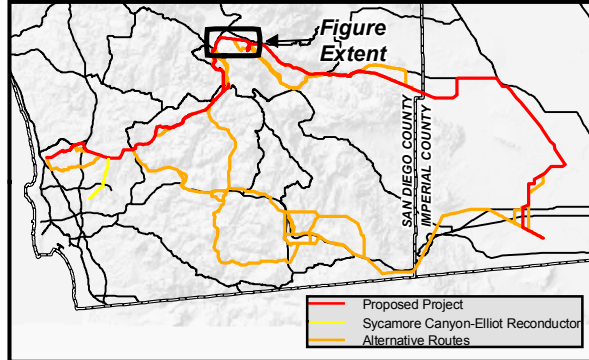 Figure
Extent
SAN DIEGO COUNTY
IMPERIAL COUNTY
Proposed Project
Sycamore Canyon-Elliot Reconductor
Alternative Routes